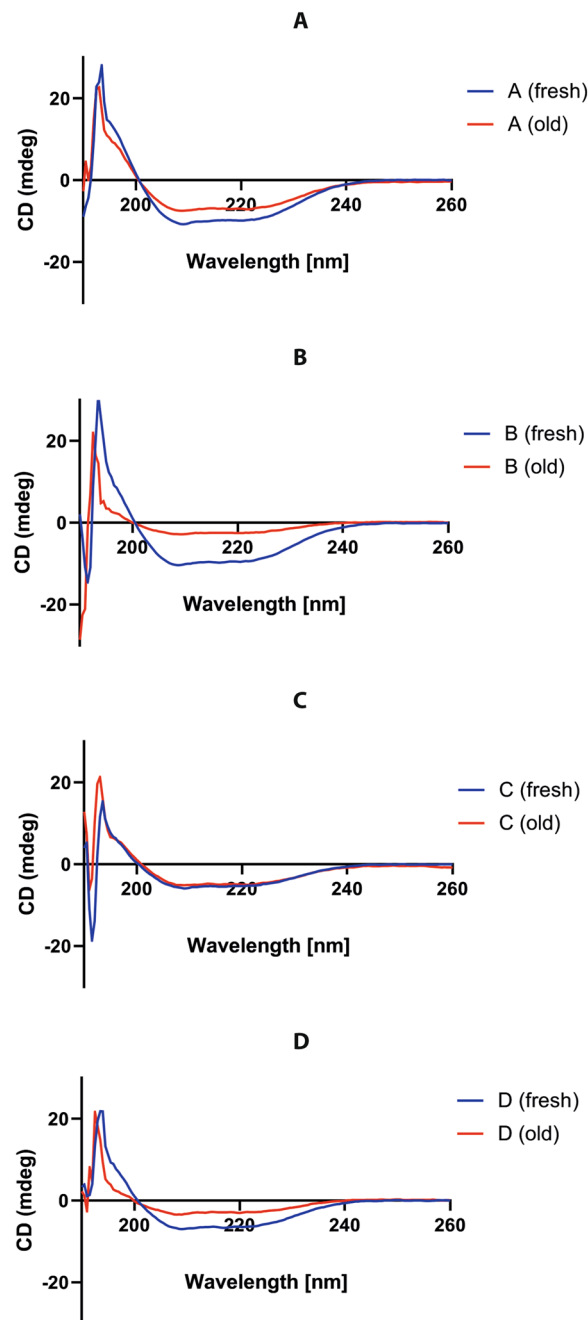 A
20
0
-20
CD (mdeg)
200
220
240
260
Wavelength [nm]
A (fresh)
A (old)
B
20
0
-20
CD (mdeg)
200
220
240
260
Wavelength [nm]
B (fresh)
B (old)
C
20
0
-20
CD (mdeg)
200
220
240
260
Wavelength [nm]
C (fresh)
C (old)
D
20
0
-20
CD (mdeg)
200
220
240
260
Wavelength [nm]
D (fresh)
D (old)